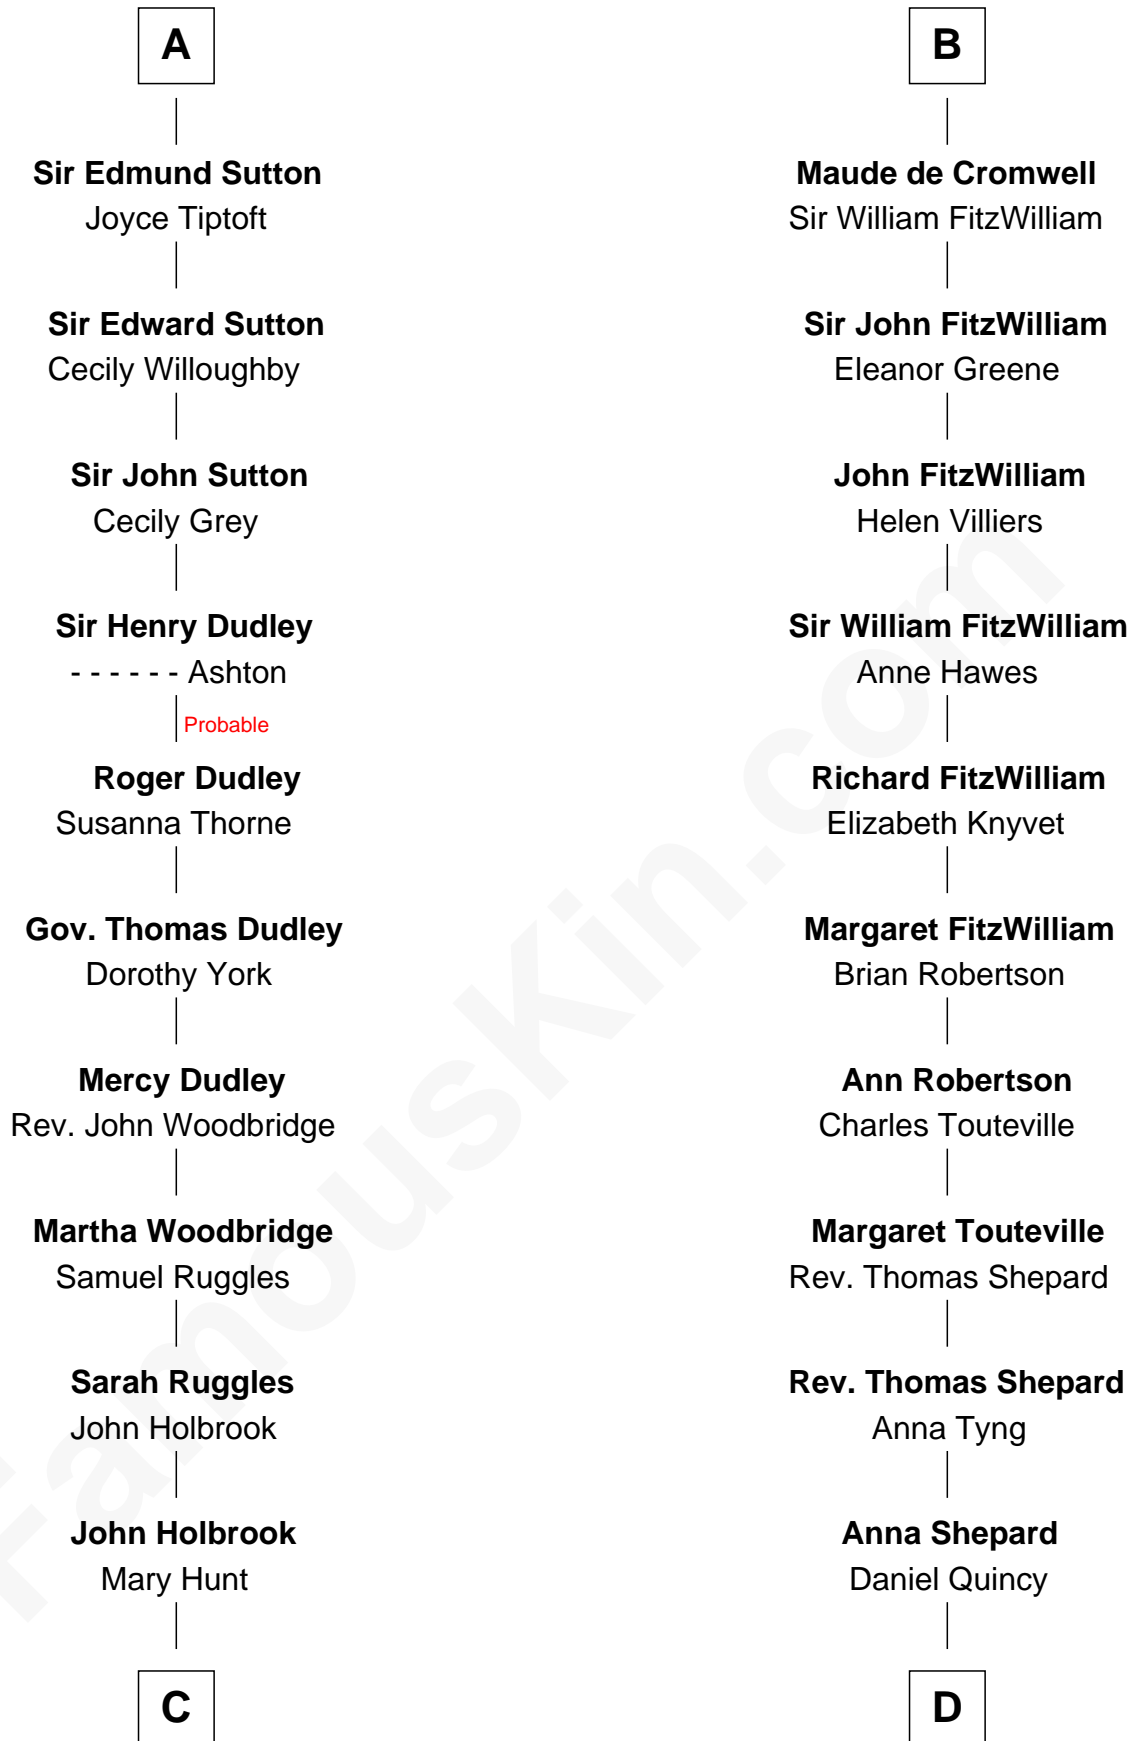 A
Sir Edmund Sutton
Joyce Tiptoft
Sir Edward Sutton
Cecily Willoughby
Sir John Sutton
Cecily Grey
Sir Henry Dudley
- - - - - - Ashton
Probable
Roger Dudley
Susanna Thorne
Gov. Thomas Dudley
Dorothy York
Mercy Dudley
Rev. John Woodbridge
Martha Woodbridge
Samuel Ruggles
Sarah Ruggles
John Holbrook
John Holbrook
Mary Hunt
C
B
Maude de Cromwell
Sir William FitzWilliam
Sir John FitzWilliam
Eleanor Greene
John FitzWilliam
Helen Villiers
Sir William FitzWilliam
Anne Hawes
Richard FitzWilliam
Elizabeth Knyvet
Margaret FitzWilliam
Brian Robertson
Ann Robertson
Charles Touteville
Margaret Touteville
Rev. Thomas Shepard
Rev. Thomas Shepard
Anna Tyng
Anna Shepard
Daniel Quincy
D
FamousKin.com